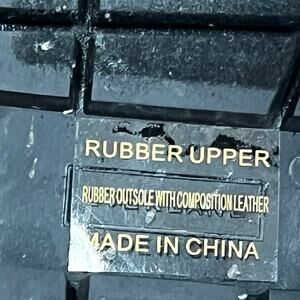 RUBBER UPPER
RUBBER OUTSOLE WITH COMPOSITION LEATHER
MADE IN CHINA